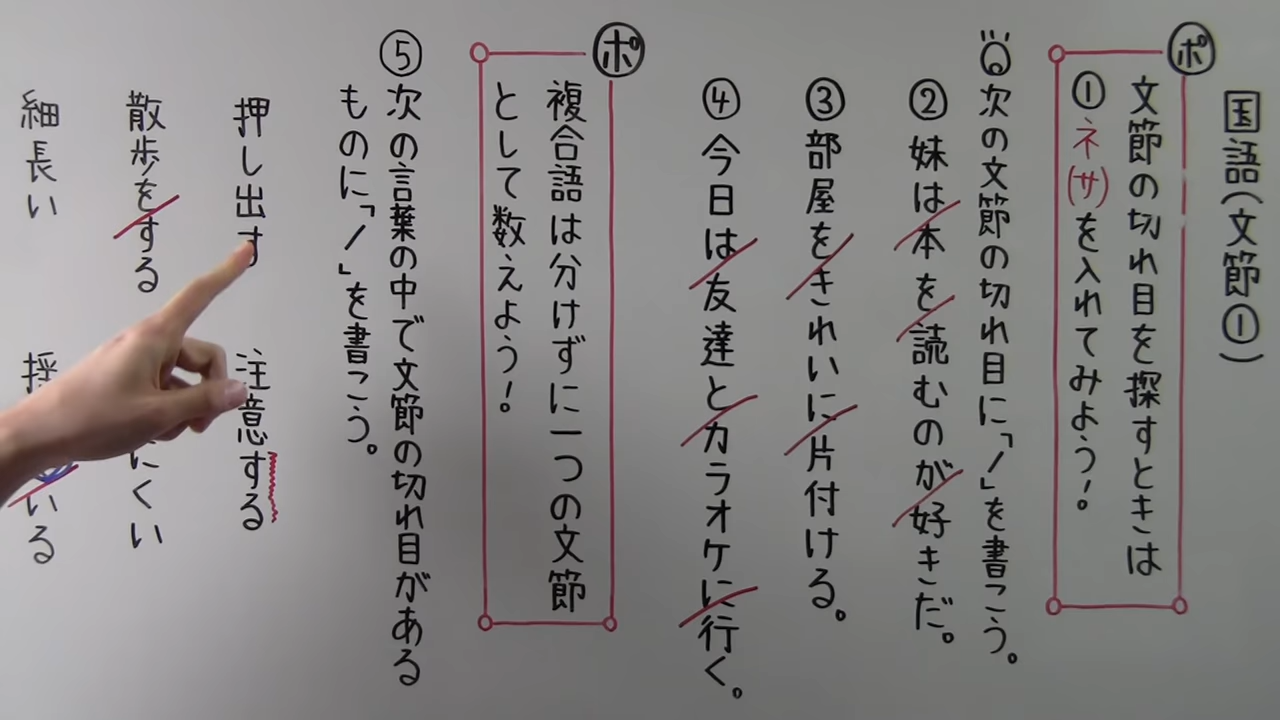 国語(文節①)
ポ
文節の切れ目を探すときは
①ネ(サ)を入れてみよう！
次の文節の切れ目に「/」を書こう。
②妹は/本を/読むのが/好きだ。
③部屋を/きれいに/片付ける。
④今日は/友達と/カラオケに/行く。
ポ
複合語は分けずに一つの文節
として数えよう！
⑤次の言葉の中で文節の切れ目がある
ものに「/」を書こう。
押し出す
注意する
散歩を/する
にくい
細長い
いる